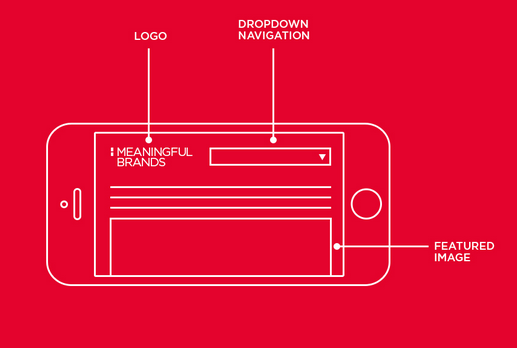 LOGO
DROPDOWN
NAVIGATION
MEANINGFUL
BRANDS
FEATURED
IMAGE